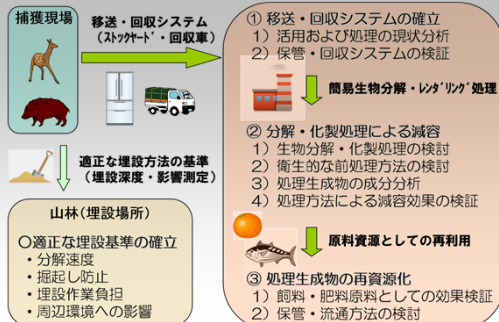 捕獲現場
移送・回収システム
(ストックヤード・回収車)
適正な埋設方法の基準
(埋設深度・影響測定)
山林(埋設場所)
○適正な埋設基準の確立
・分解速度
・掘起し防止
・埋設作業負担
・周辺環境への影響
① 移送・回収システムの確立
1)活用および処理の現状分析
2)保管・回収システムの検証
簡易生物分解・レンダリング処理
② 分解・化製処理による減容
1)生物分解・化製処理の検討
2)衛生的な前処理方法の検討
3)処理生成物の成分分析
4)処理方法による減容効果の検証
原料資源としての再利用
③ 処理生成物の再資源化
1)飼料・肥料原料としての効果検証
2)保管・流通方法の検討